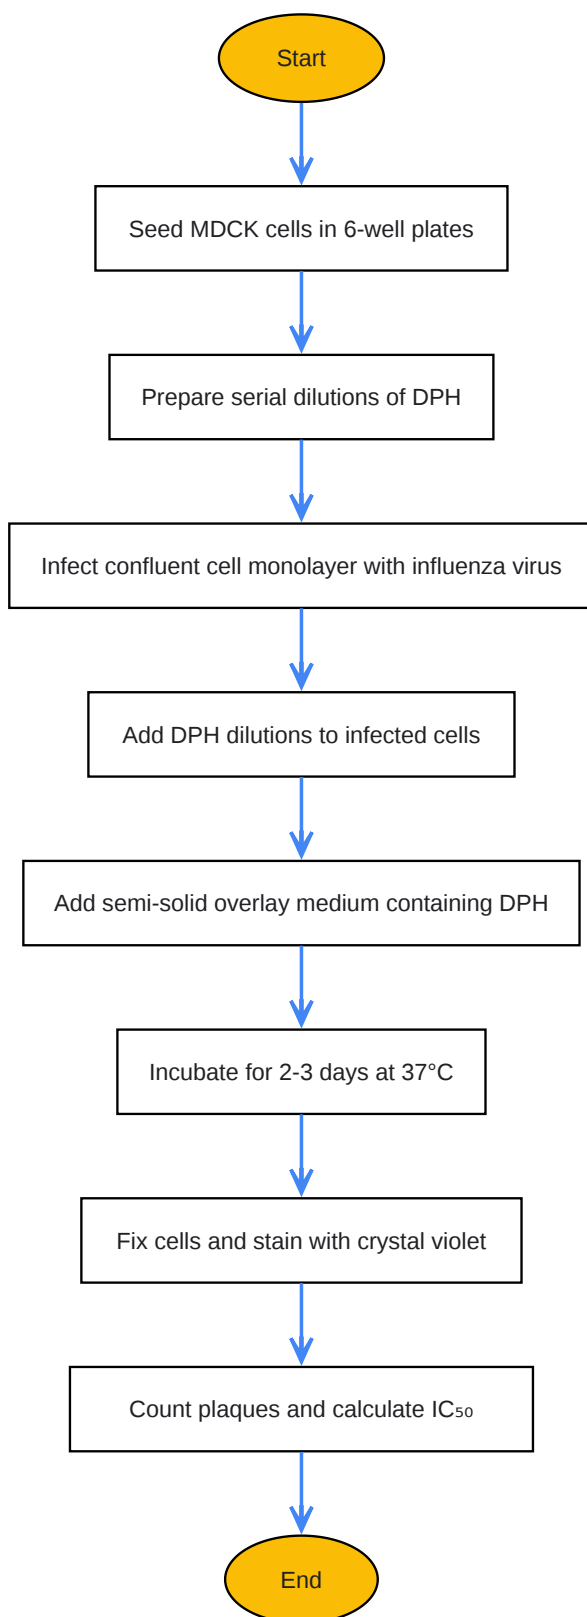 Start
Seed MDCK cells in 6-well plates
Prepare serial dilutions of DPH
Infect confluent cell monolayer with influenza virus
Add DPH dilutions to infected cells
Add semi-solid overlay medium containing DPH
Incubate for 2-3 days at 37°C
Fix cells and stain with crystal violet
Count plaques and calculate IC₅₀
End